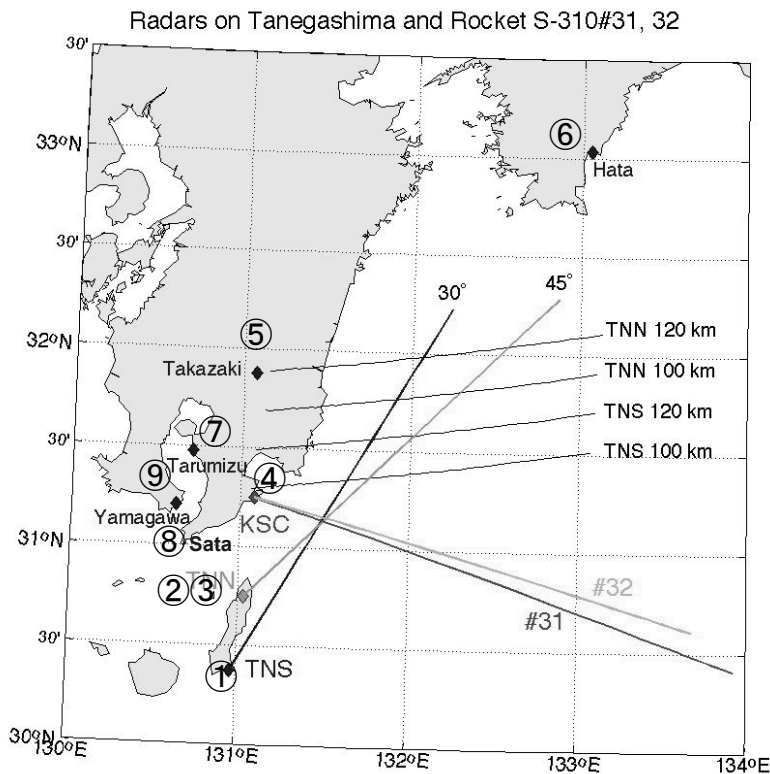 Radars on Tanegashima and Rocket S-310#31, 32
30'
33°N
⑥
Hata
30'
30°
45°
32°N
⑤
TNN 120 km
Takazaki
TNN 100 km
TNS 120 km
30'
⑦
Tarumizu
TNS 100 km
⑨
④
Yamagawa
KSC
31°N
⑧
Sata
②
③
TNN
#32
#31
30'
①
TNS
30°N
130°E
131°E
132°E
133°E
134°E